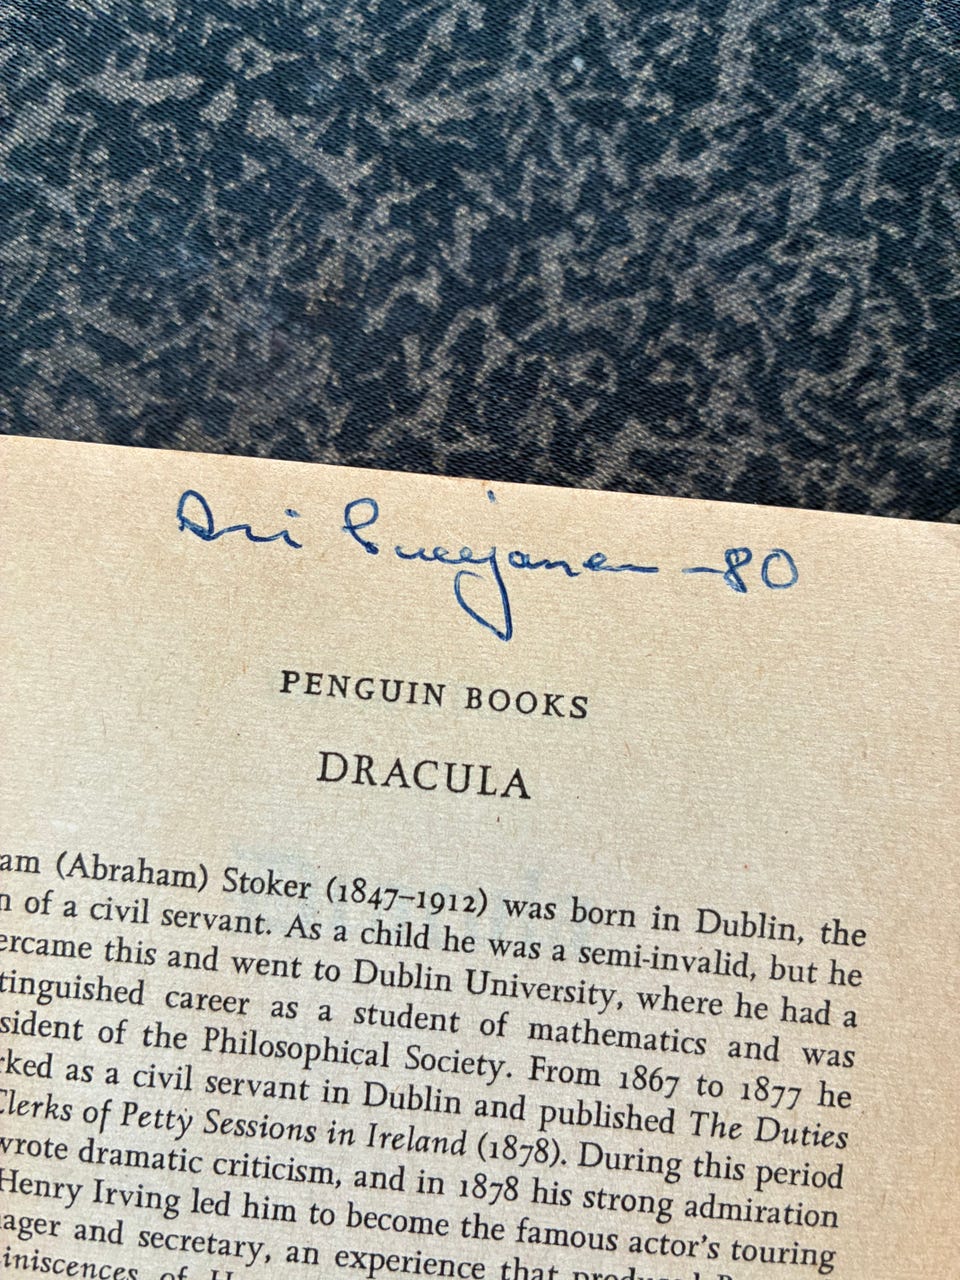 Ari -80
PENGUIN BOOKS
DRACULA
am (Abraham) Stoker (1847–1912) was born in Dublin, the
n of a civil servant. As a child he was a semi-invalid, but he
ercame this and went to Dublin University, where he had a
tinguished career as a student of mathematics and was
sident of the Philosophical Society. From 1867 to 1877 he
rked as a civil servant in Dublin and published The Duties
Clerks of Petty Sessions in Ireland (1878). During this period
wrote dramatic criticism, and in 1878 his strong admiration
Henry Irving led him to become the famous actor's touring
ager and secretary, an experience that produced
iniscences of